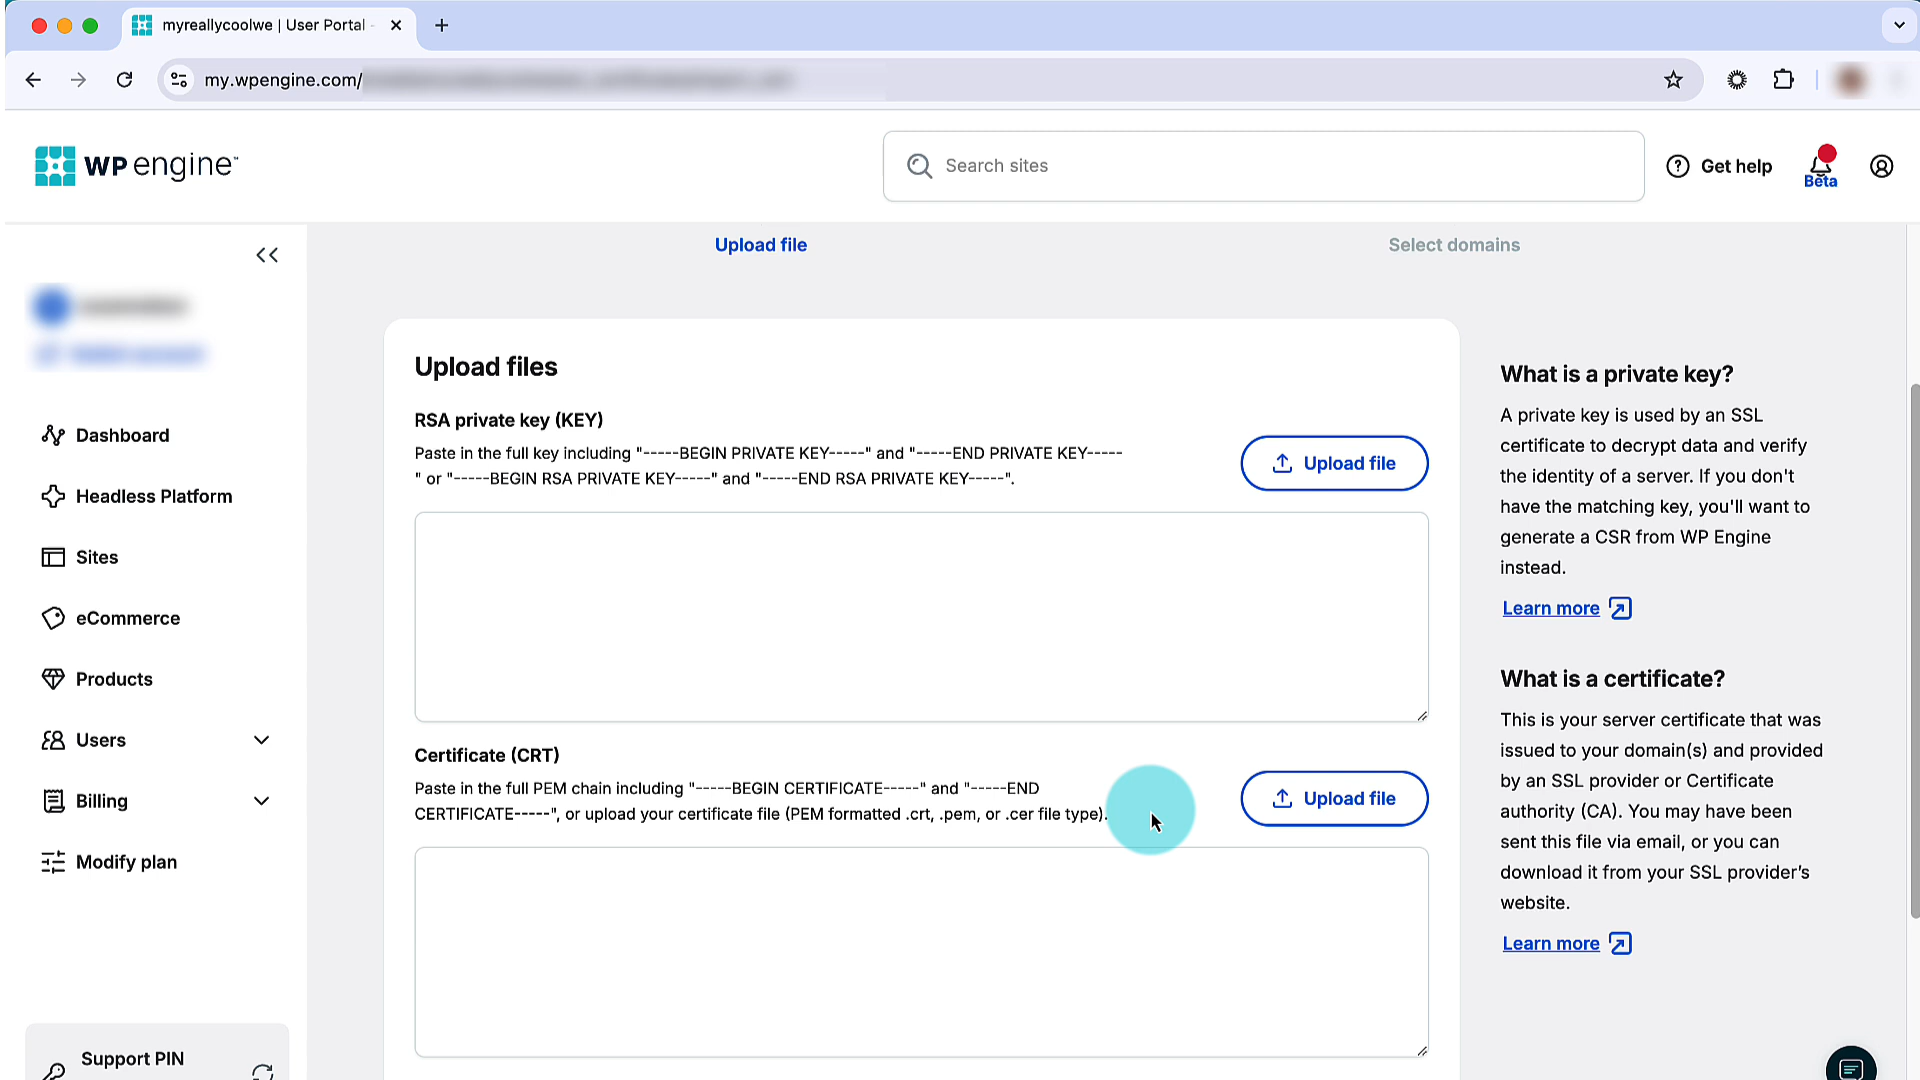 myreallycoolwe | User Portal
my.wpengine.com/
WP engine™
Search sites
Get help
Beta
Upload file
Select domains
Dashboard
Headless Platform
Sites
eCommerce
Products
Users
Billing
Modify plan
Support PIN
Upload files
RSA private key (KEY)
Paste in the full key including "-----BEGIN PRIVATE KEY-----" and "-----END PRIVATE KEY-----
" or "-----BEGIN RSA PRIVATE KEY-----" and "-----END RSA PRIVATE KEY-----".
Upload file
Certificate (CRT)
Paste in the full PEM chain including "-----BEGIN CERTIFICATE-----" and "-----END
CERTIFICATE-----", or upload your certificate file (PEM formatted .crt, .pem, or .cer file type).
Upload file
What is a private key?
A private key is used by an SSL
certificate to decrypt data and verify
the identity of a server. If you don't
have the matching key, you'll want to
generate a CSR from WP Engine
instead.
Learn more
What is a certificate?
This is your server certificate that was
issued to your domain(s) and provided
by an SSL provider or Certificate
authority (CA). You may have been
sent this file via email, or you can
download it from your SSL provider’s
website.
Learn more